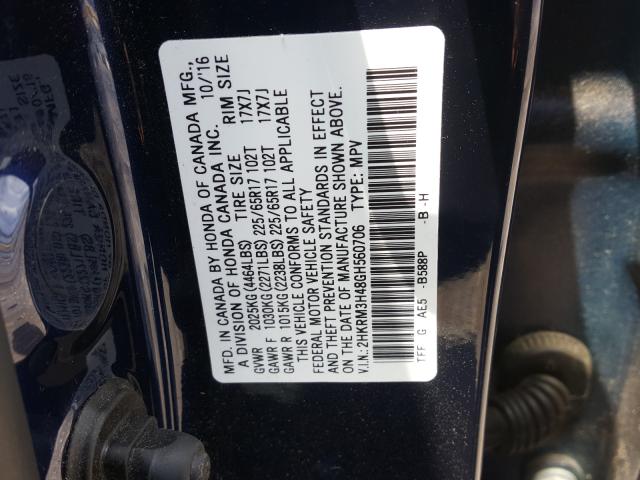 MFD. IN CANADA BY HONDA OF CANADA MFG.,
A DIVISION OF HONDA CANADA INC. 10/'16
TIRE SIZE RIM SIZE
GVWR 2025KG (4464LBS)
GAWR F 1030KG (2271LBS) 225/65R17 102T 17X7J
GAWR R 1015KG (2238LBS) 225/65R17 102T 17X7J
THIS VEHICLE CONFORMS TO ALL APPLICABLE
FEDERAL MOTOR VEHICLE SAFETY
AND THEFT PREVENTION STANDARDS IN EFFECT
ON THE DATE OF MANUFACTURE SHOWN ABOVE.
V.I.N.: 2HKRM3H48GH560706 TYPE: MPV
TFF G AE5 -B588P -B -H